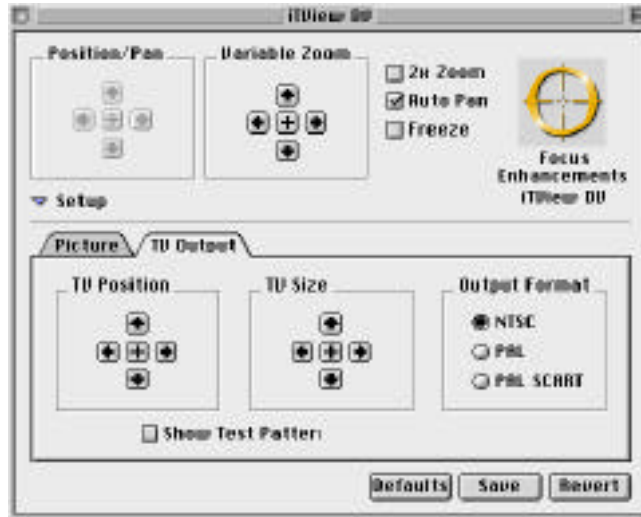 iTView DV
Position/Pan
Variable Zoom
2x Zoom
Auto Pan
Freeze
Focus
Enhancements
iTView DV
Setup
Picture
TV Output
TV Position
TV Size
Output Format
NTSC
PAL
PAL SCART
Show Test Pattern
Defaults
Save
Revert